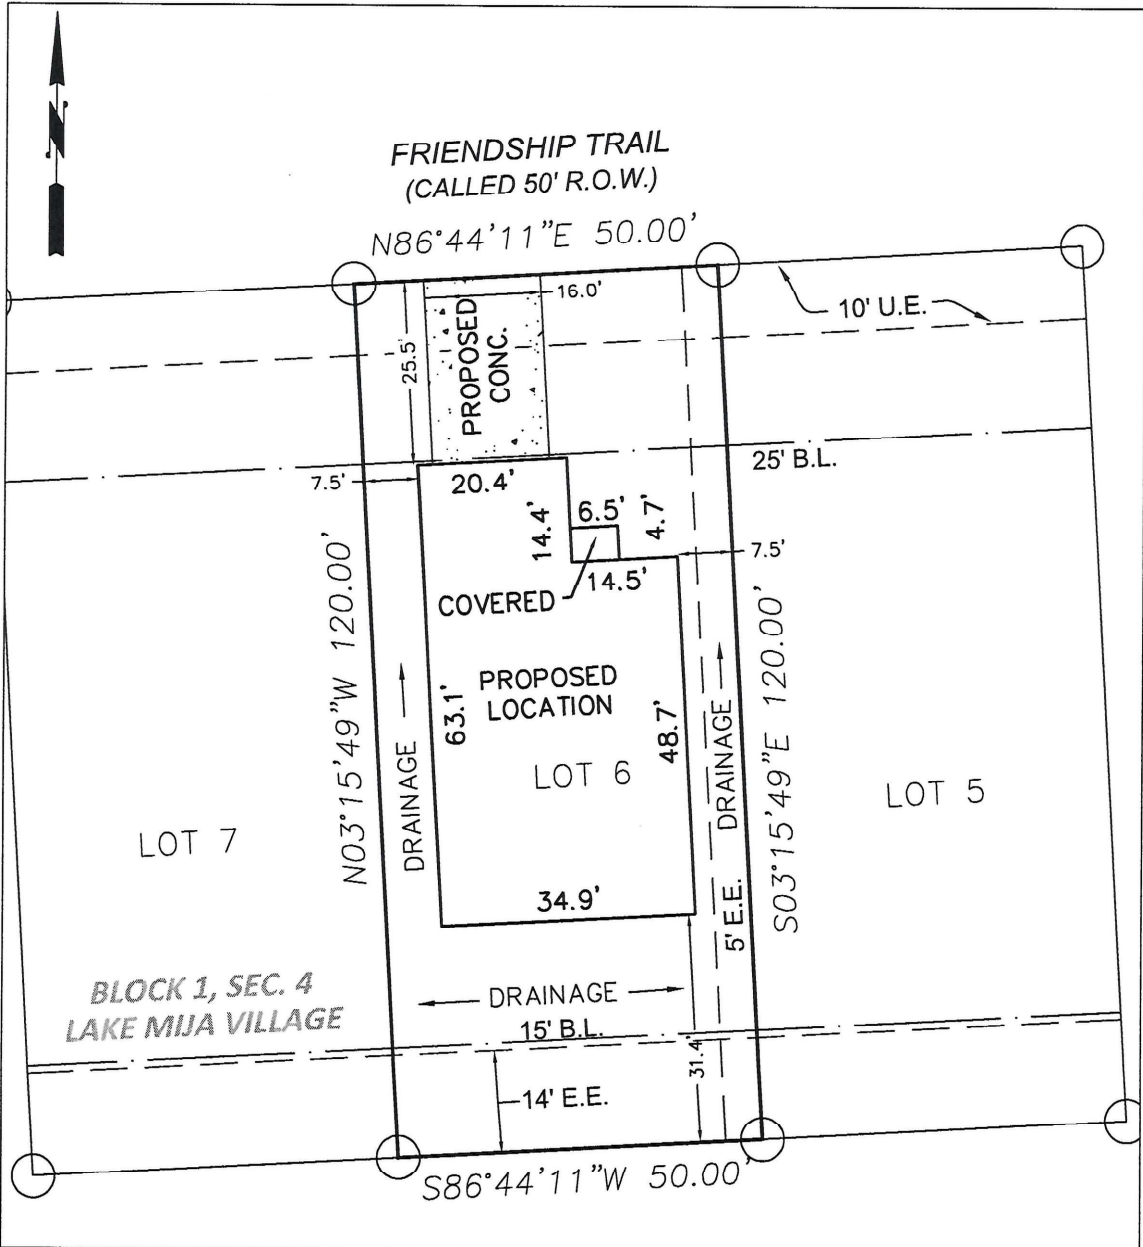 N
FRIENDSHIP TRAIL
(CALLED 50' R.O.W.)
N86°44'11"E 50.00'
16.0'
10' U.E.
PROPOSED
CONC.
25.5'
25' B.L.
7.5'
20.4'
6.5'
4.7'
14.4'
7.5'
14.5'
COVERED
N03°15'49"W 120.00'
S03°15'49"E 120.00'
PROPOSED
LOCATION
63.1'
48.7'
LOT 6
LOT 5
LOT 7
DRAINAGE
DRAINAGE
34.9'
5' E.E.
BLOCK 1, SEC. 4
LAKE MIJA VILLAGE
DRAINAGE
15' B.L.
31.4'
14' E.E.
S86°44'11"W 50.00'